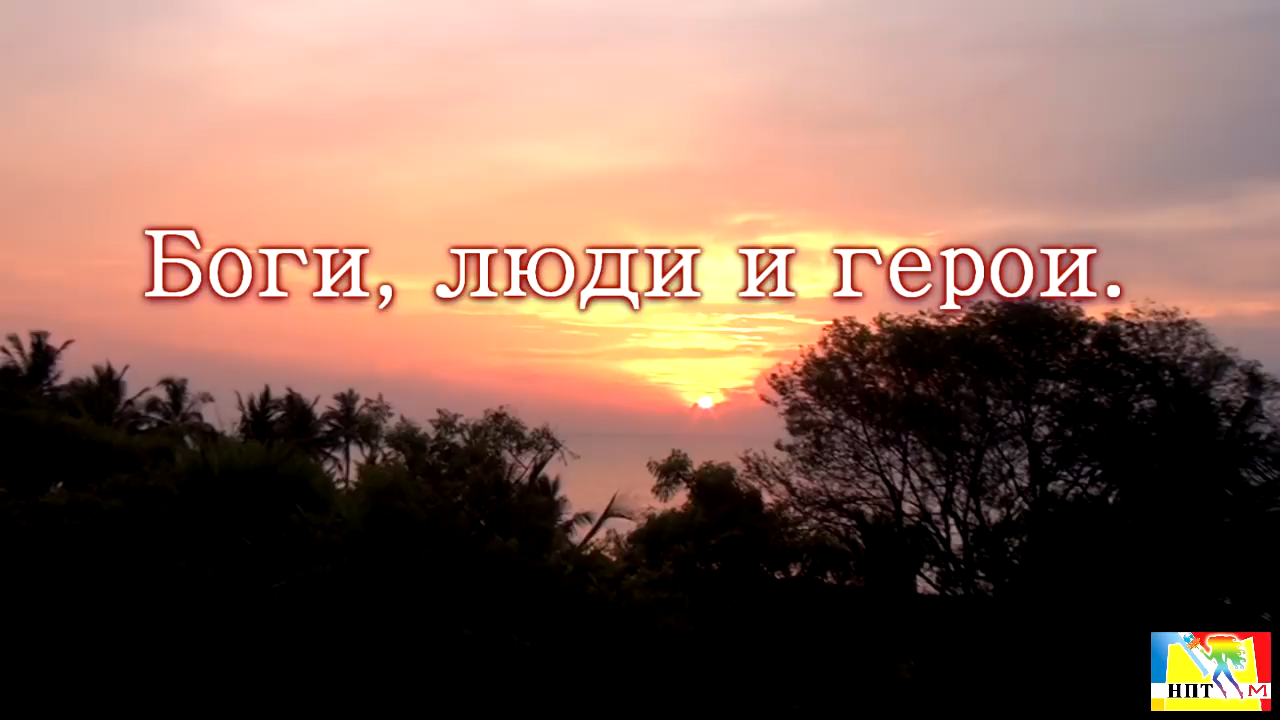 Боги, люди и герои.
НПТ М